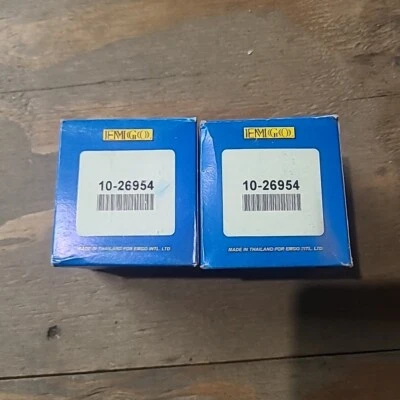 EMGO
10-26954
MADE IN THAILAND FOR EMGO INTL. LTD
EMGO
10-26954
MADE IN THAILAND FOR EMGO INTL. LTD